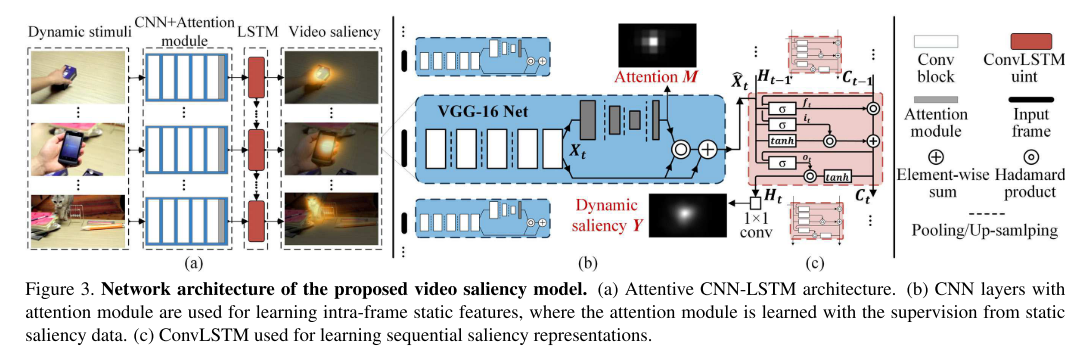 Dynamic stimuli
CNN+Attention
module
LSTM
Video saliency
(a)
VGG-16 Net
X_t
Attention M
Dynamic
saliency Y
1×1
conv
(b)
X̂_t
H_{t-1}
C_{t-1}
σ
f_t
σ
i_t
tanh
σ
o_t
tanh
H_t
C_t
(c)
Conv
block
ConvLSTM
uint
Attention
module
Input
frame
Element-wise
sum
Hadamard
product
Pooling/Up-samlping
Figure 3. Network architecture of the proposed video saliency model. (a) Attentive CNN-LSTM architecture. (b) CNN layers with
attention module are used for learning intra-frame static features, where the attention module is learned with the supervision from static
saliency data. (c) ConvLSTM used for learning sequential saliency representations.